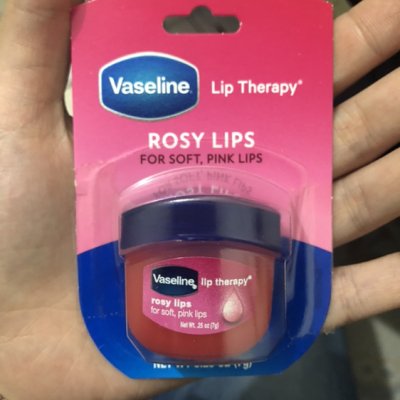 Vaseline®
Lip Therapy®
ROSY LIPS
FOR SOFT, PINK LIPS
Vaseline®
lip therapy®
rosy lips
for soft, pink lips
Net Wt. .25 oz (7g)